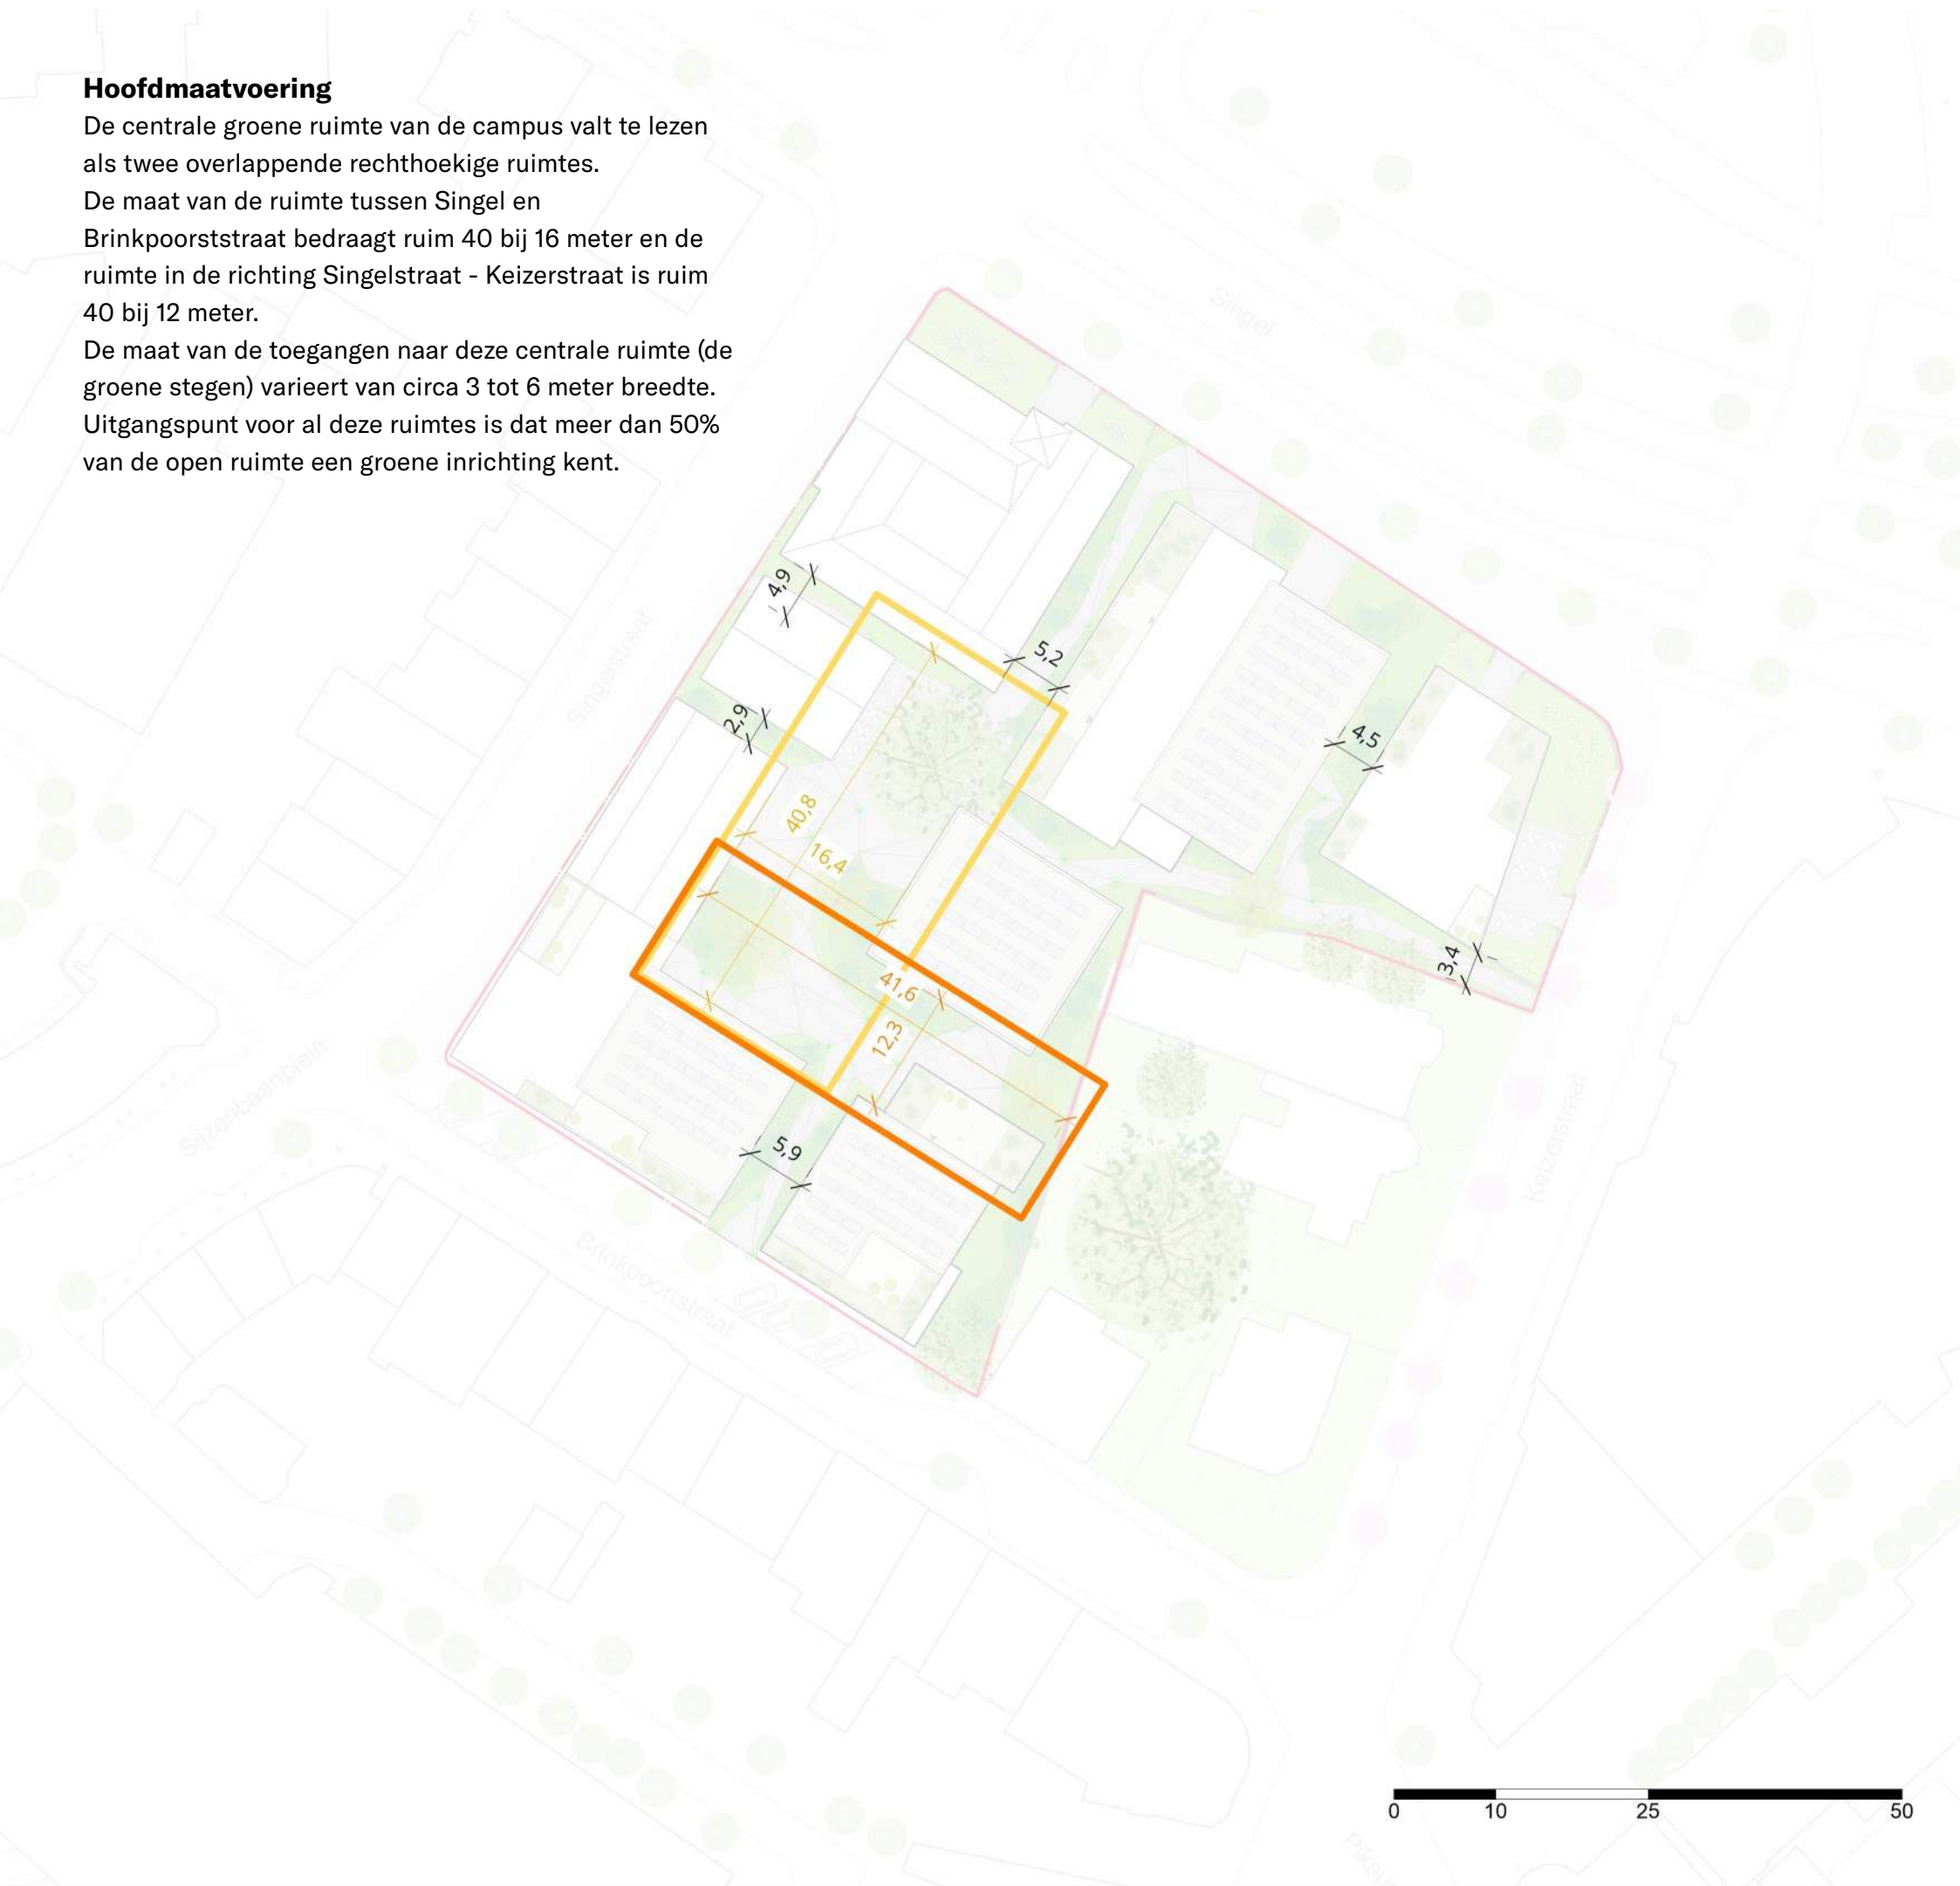 Hoofdmaatvoering
De centrale groene ruimte van de campus valt te lezen
als twee overlappende rechthoekige ruimtes.
De maat van de ruimte tussen Singel en
Brinkpoorststraat bedraagt ruim 40 bij 16 meter en de
ruimte in de richting Singelstraat - Keizerstraat is ruim
40 bij 12 meter.
De maat van de toegangen naar deze centrale ruimte (de
groene stegen) varieert van circa 3 tot 6 meter breedte.
Uitgangspunt voor al deze ruimtes is dat meer dan 50%
van de open ruimte een groene inrichting kent.
Singel
4,9
5,2
Singelstraat
2,9
4,5
40,8
16,4
3,4
41,6
12,3
Sijzenbaanplein
Keizerstraat
5,9
Brinkpoortstraat
0 10 25 50